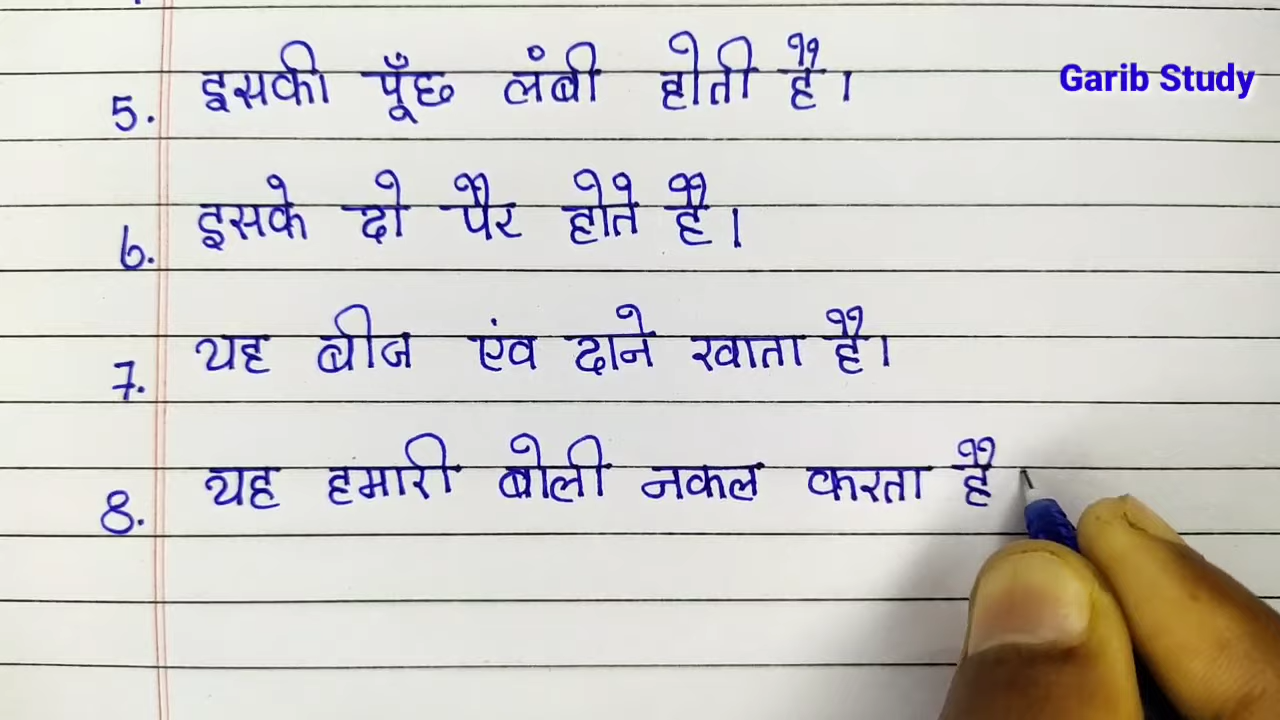 Garib Study
5. इसकी पूँछ लंबी होती है।
6. इसके दो पैर होते है।
7. यह बीज एंव दाने खाता है।
8. यह हमारी बोली नकल करता है